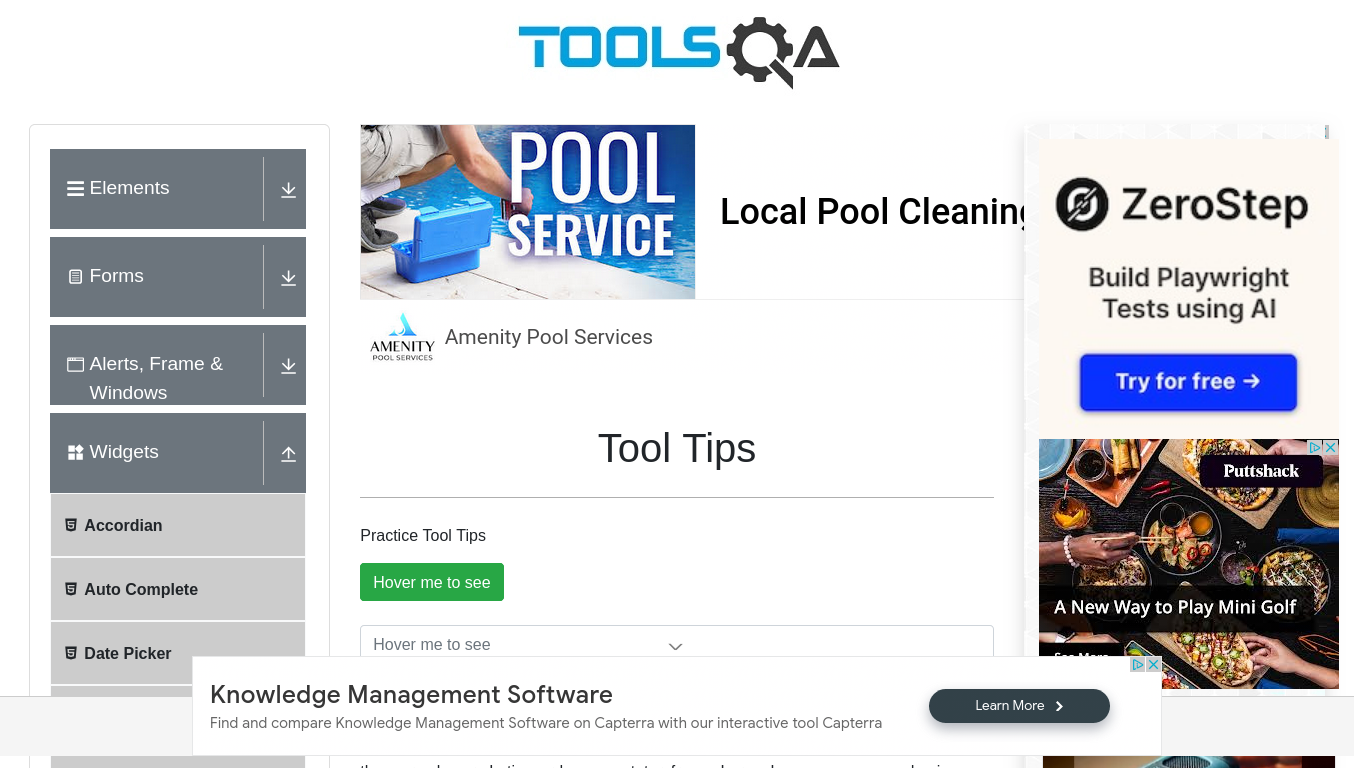 TOOLSQA
Elements
Forms
Alerts, Frame &
Windows
Widgets
Accordian
Auto Complete
Date Picker
POOL
SERVICE
Local Pool Cleaning
AMENITY
POOL SERVICES
Amenity Pool Services
Tool Tips
Practice Tool Tips
Hover me to see
Hover me to see
ZeroStep
Build Playwright
Tests using AI
Try for free →
Puttshack
A New Way to Play Mini Golf
See More
Knowledge Management Software
Find and compare Knowledge Management Software on Capterra with our interactive tool Capterra
Learn More